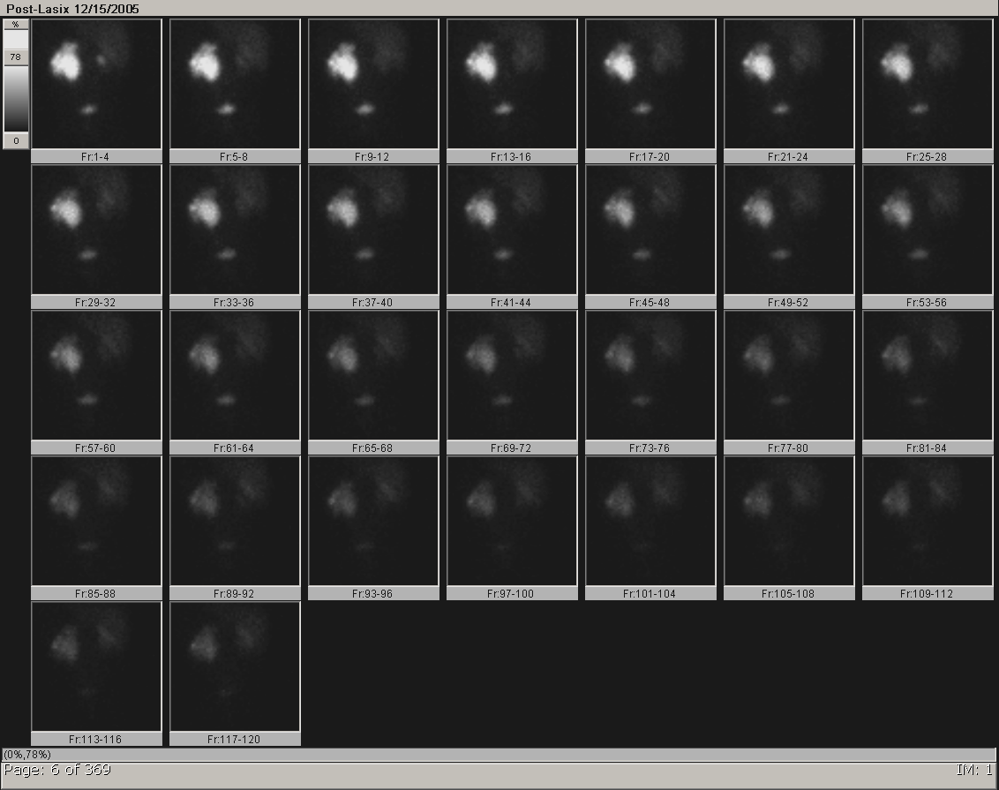 Post-Lasix 12/15/2005
%
78
0
Fr:1-4 Fr:5-8 Fr:9-12 Fr:13-16 Fr:17-20 Fr:21-24 Fr:25-28
Fr:29-32 Fr:33-36 Fr:37-40 Fr:41-44 Fr:45-48 Fr:49-52 Fr:53-56
Fr:57-60 Fr:61-64 Fr:65-68 Fr:69-72 Fr:73-76 Fr:77-80 Fr:81-84
Fr:85-88 Fr:89-92 Fr:93-96 Fr:97-100 Fr:101-104 Fr:105-108 Fr:109-112
Fr:113-116 Fr:117-120
(0%,78%)
Page: 6 of 369 IM: 1